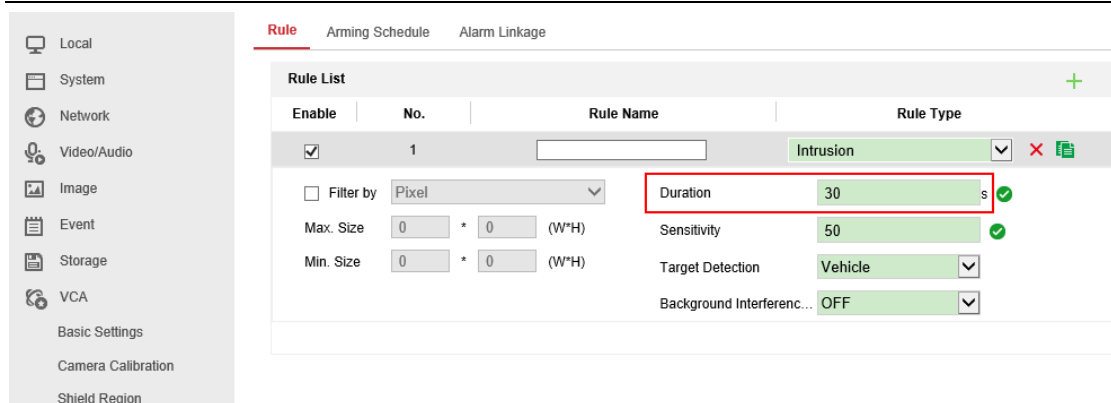 Local
System
Network
Video/Audio
Image
Event
Storage
VCA
Basic Settings
Camera Calibration
Shield Region
Rule Arming Schedule Alarm Linkage
Rule List
Enable No. Rule Name Rule Type
1 Intrusion
Filter by Pixel Duration 30 s
Max. Size 0 * 0 (W*H) Sensitivity 50
Min. Size 0 * 0 (W*H) Target Detection Vehicle
Background Interferenc... OFF